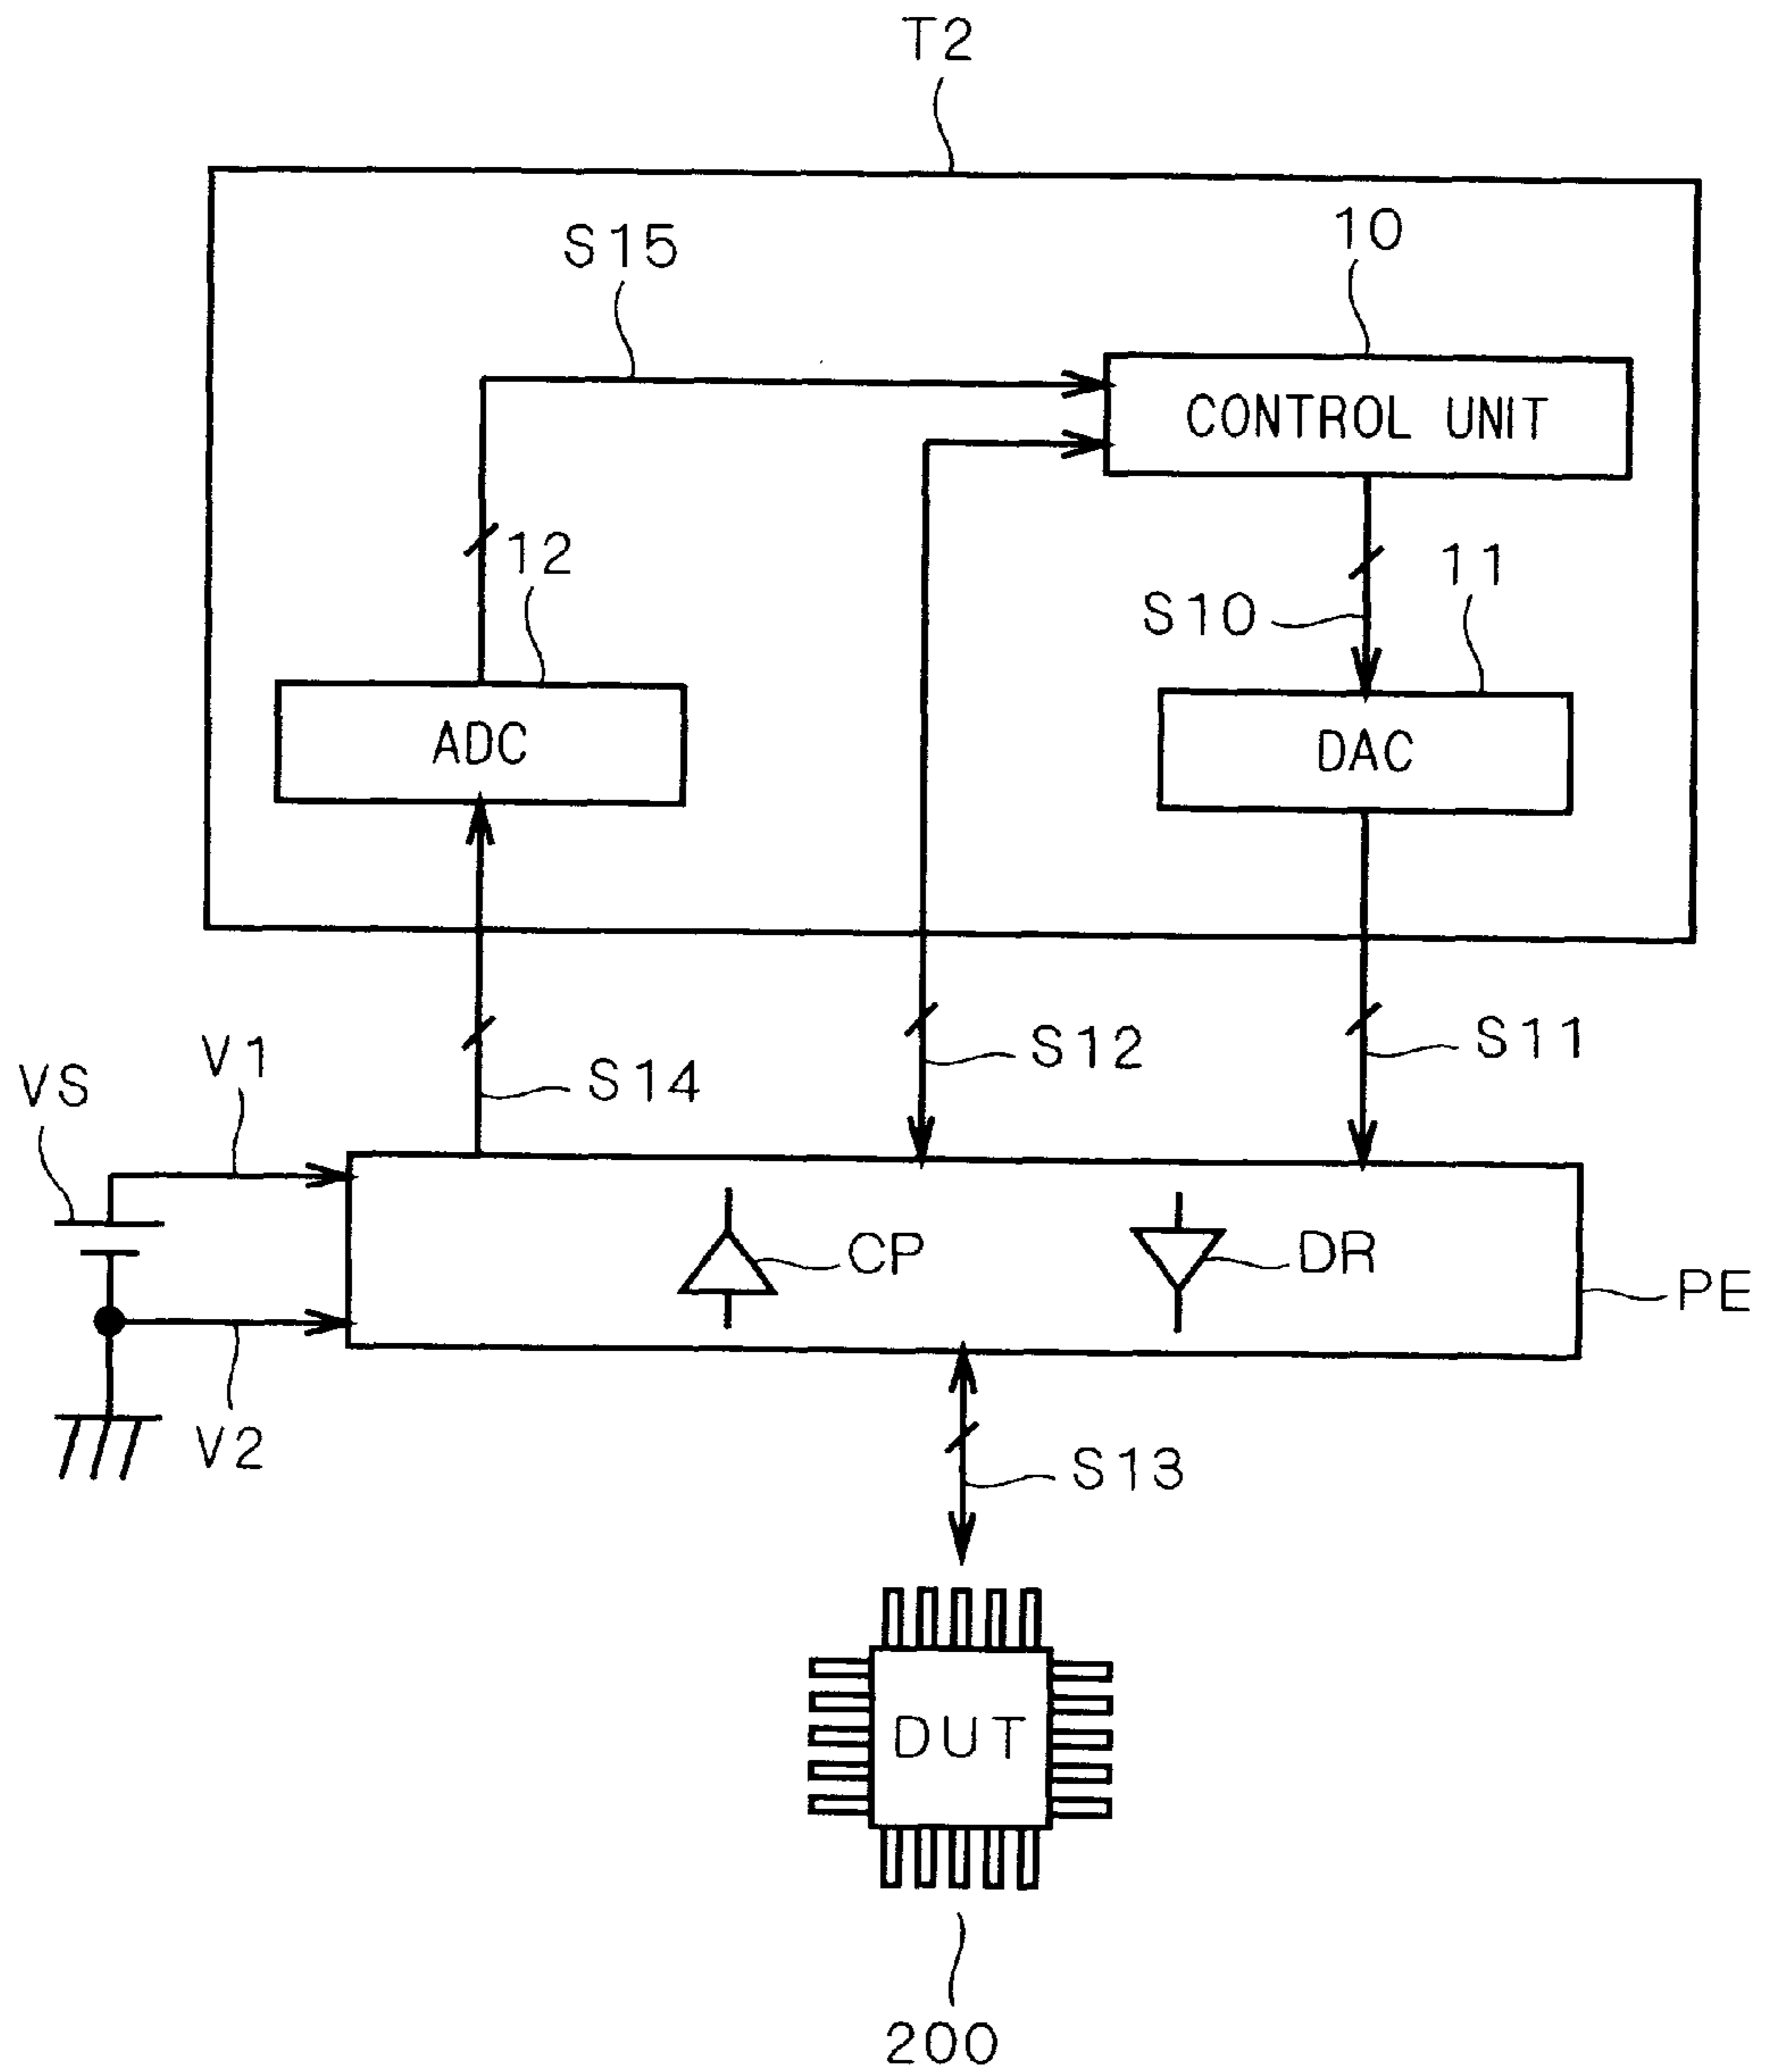 T2
S15
10
CONTROL UNIT
12
11
S10
ADC
DAC
V1
VS
S14
S12
S11
CP
DR
PE
V2
S13
DUT
200